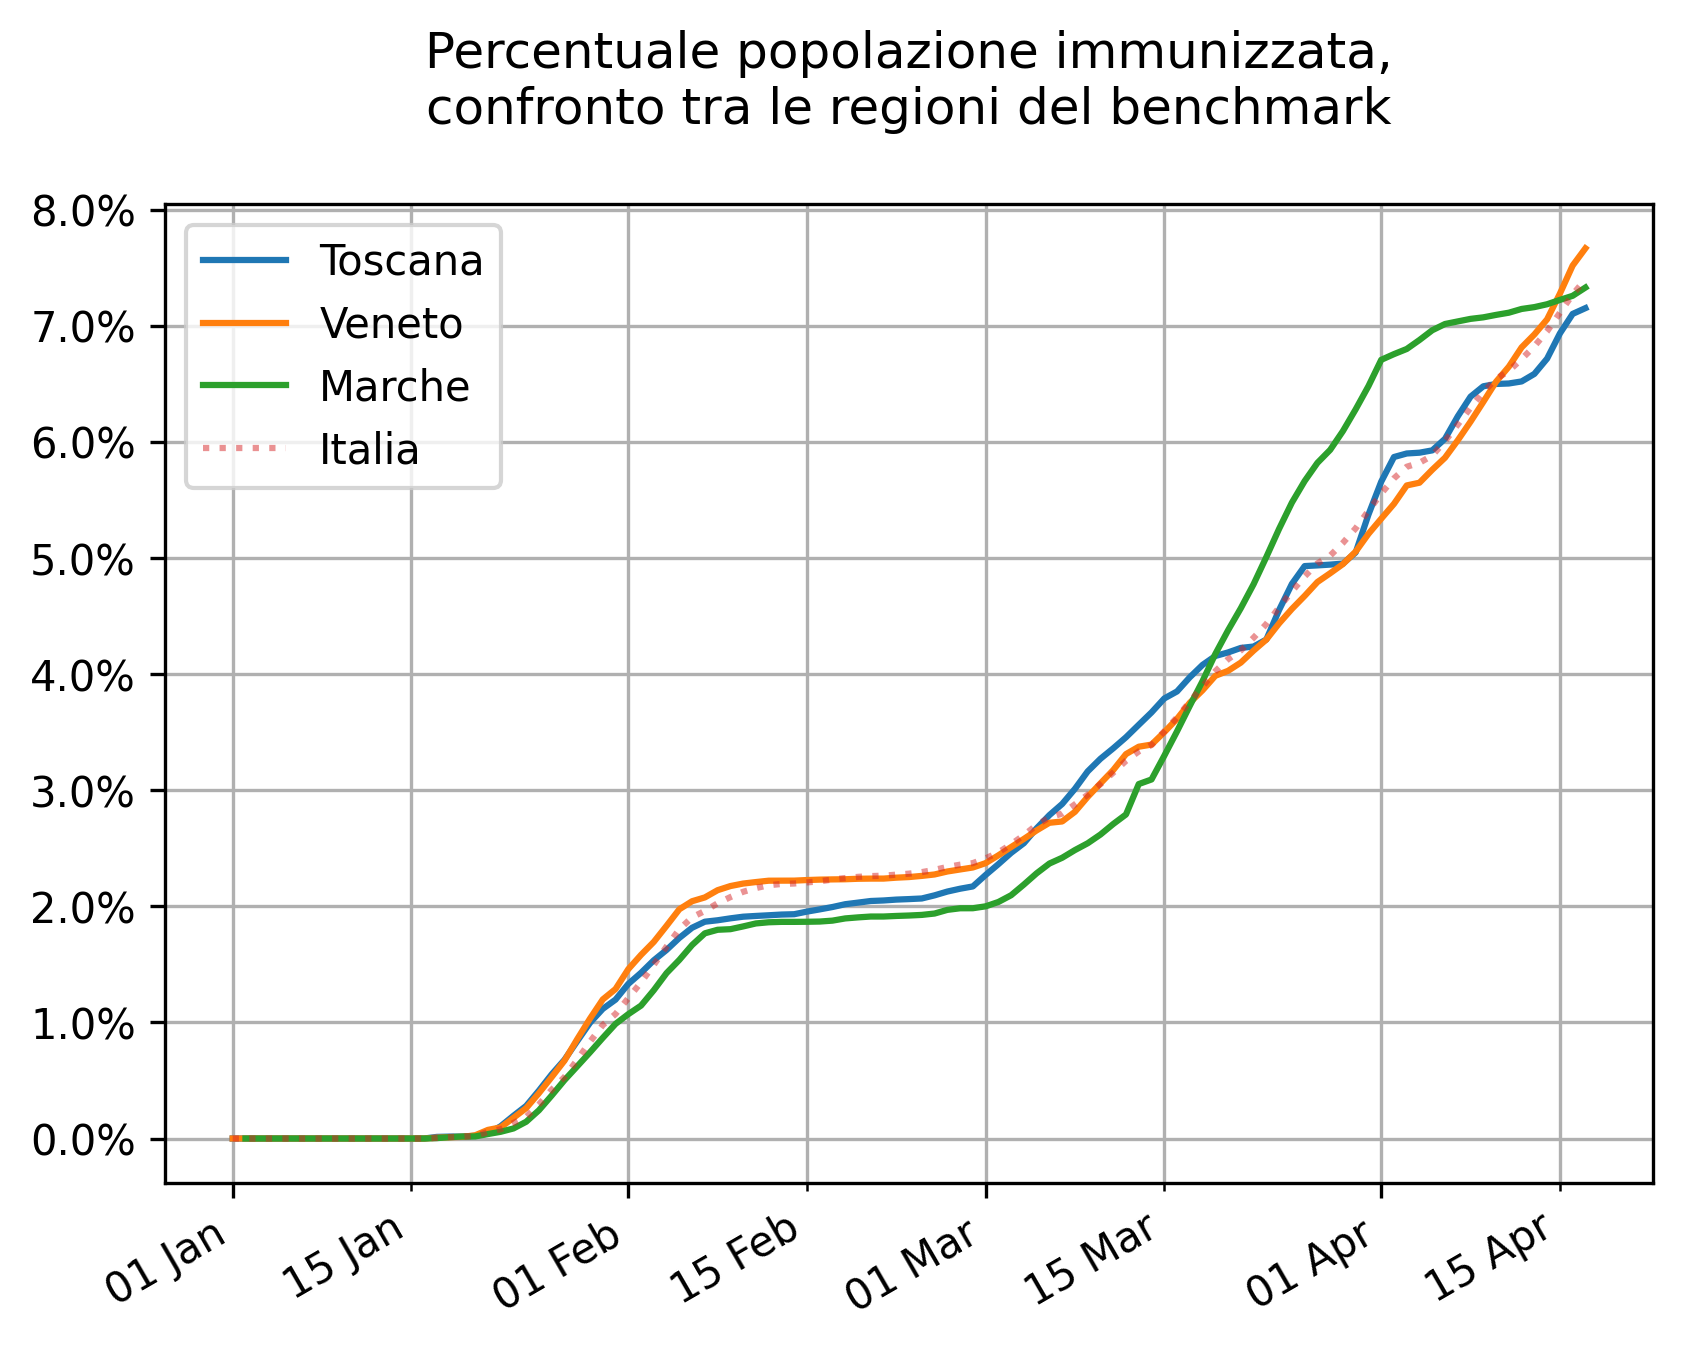 Percentuale popolazione immunizzata,
confronto tra le regioni del benchmark
8.0%
7.0%
6.0%
5.0%
4.0%
3.0%
2.0%
1.0%
0.0%
Toscana
Veneto
Marche
Italia
01 Jan
15 Jan
01 Feb
15 Feb
01 Mar
15 Mar
01 Apr
15 Apr